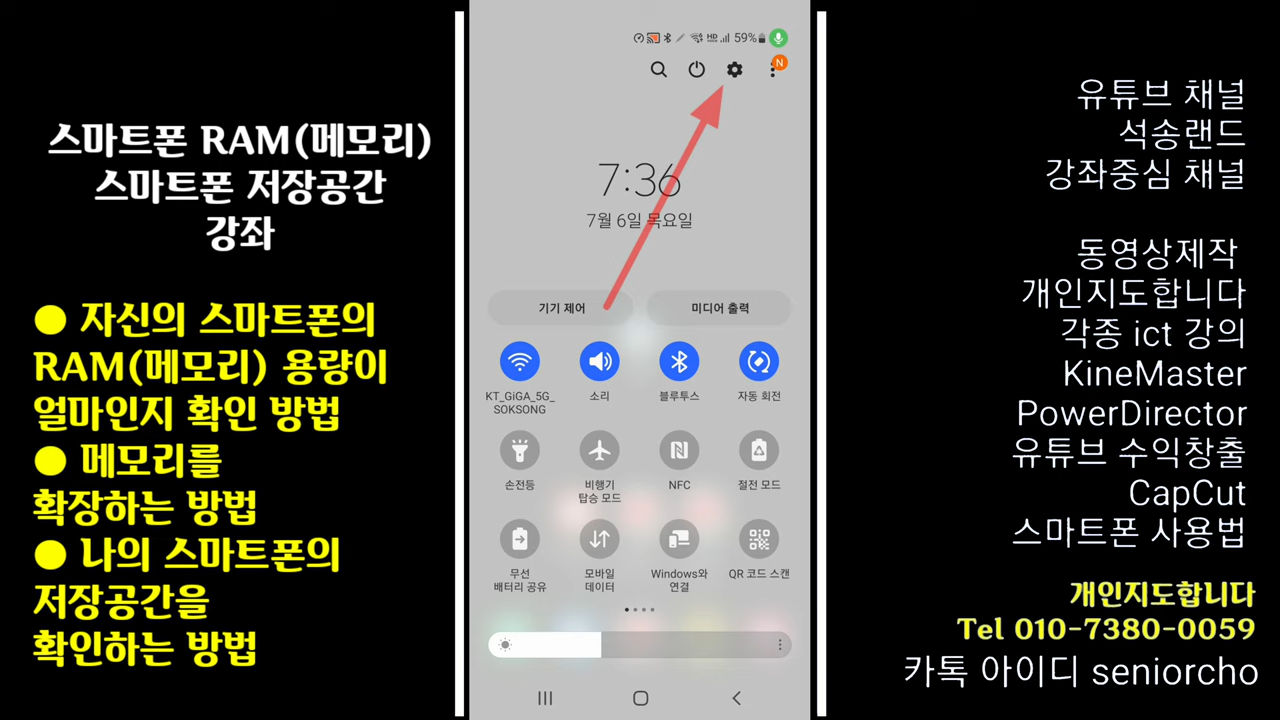 스마트폰 RAM(메모리)
스마트폰 저장공간
강좌
● 자신의 스마트폰의
RAM(메모리) 용량이
얼마인지 확인 방법
● 메모리를
확장하는 방법
● 나의 스마트폰의
저장공간을
확인하는 방법
HD 59%
N
7:36
7월 6일 목요일
기기 제어
미디어 출력
KT_GiGA_5G_
SOKSONG
소리
블루투스
자동 회전
손전등
비행기
탑승 모드
NFC
절전 모드
무선
배터리 공유
모바일
데이터
Windows와
연결
QR 코드 스캔
유튜브 채널
석송랜드
강좌중심 채널
동영상제작
개인지도합니다
각종 ict 강의
KineMaster
PowerDirector
유튜브 수익창출
CapCut
스마트폰 사용법
개인지도합니다
Tel 010-7380-0059
카톡 아이디 seniorcho